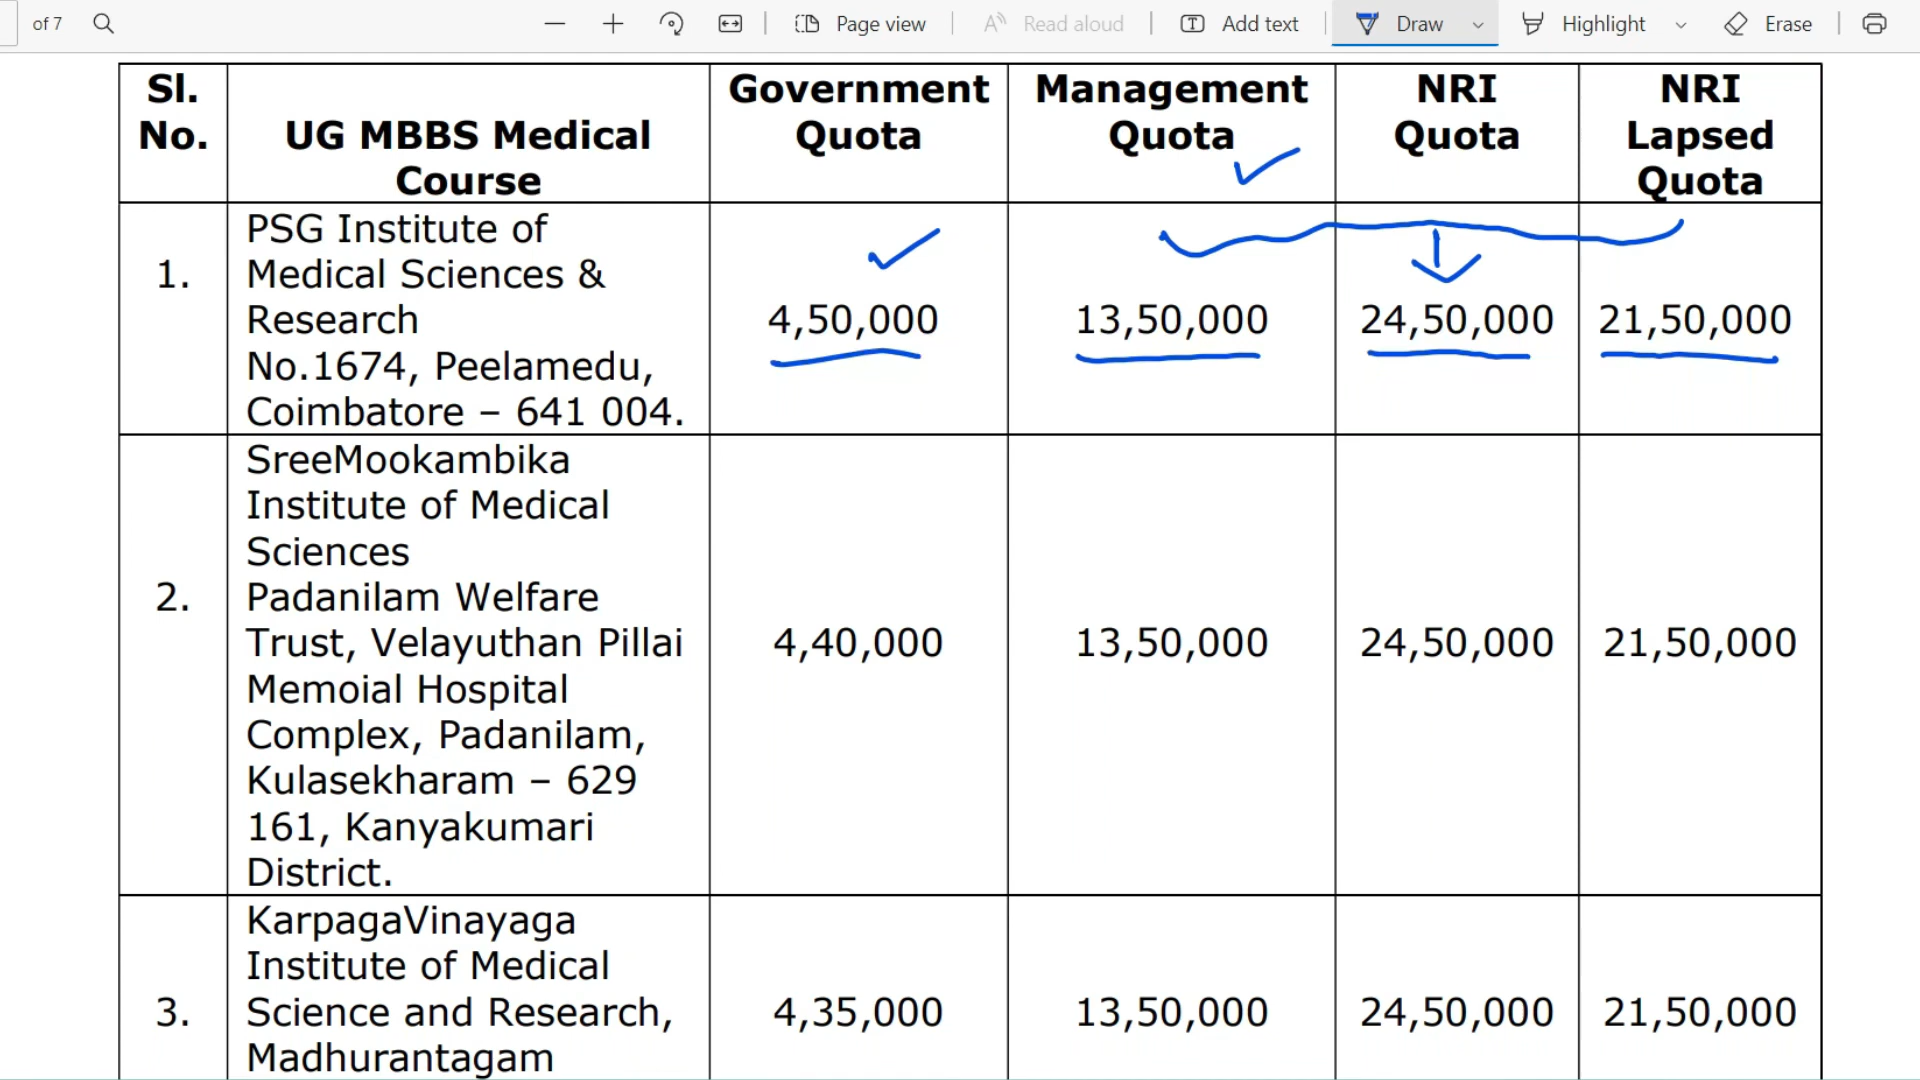 of 7
Page view
Read aloud
Add text
Draw
Highlight
Erase
Sl.
No.
UG MBBS Medical
Course
Government
Quota
Management
Quota
NRI
Quota
NRI
Lapsed
Quota
1.
PSG Institute of
Medical Sciences &
Research
No.1674, Peelamedu,
Coimbatore – 641 004.
4,50,000
13,50,000
24,50,000
21,50,000
2.
SreeMookambika
Institute of Medical
Sciences
Padanilam Welfare
Trust, Velayuthan Pillai
Memoial Hospital
Complex, Padanilam,
Kulasekharam – 629
161, Kanyakumari
District.
4,40,000
13,50,000
24,50,000
21,50,000
3.
KarpagaVinayaga
Institute of Medical
Science and Research,
Madhurantagam
4,35,000
13,50,000
24,50,000
21,50,000